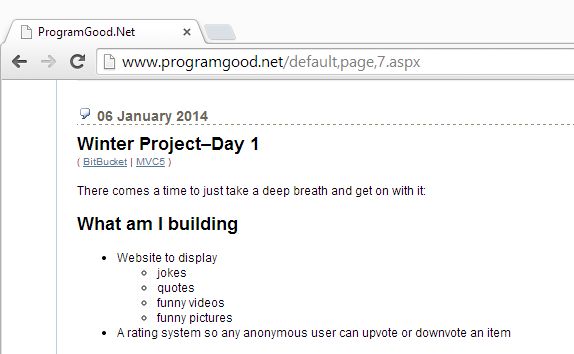 ProgramGood.Net
www.programgood.net/default,page,7.aspx
06 January 2014
Winter Project–Day 1
( BitBucket | MVC5 )
There comes a time to just take a deep breath and get on with it:
What am I building
Website to display
jokes
quotes
funny videos
funny pictures
A rating system so any anonymous user can upvote or downvote an item